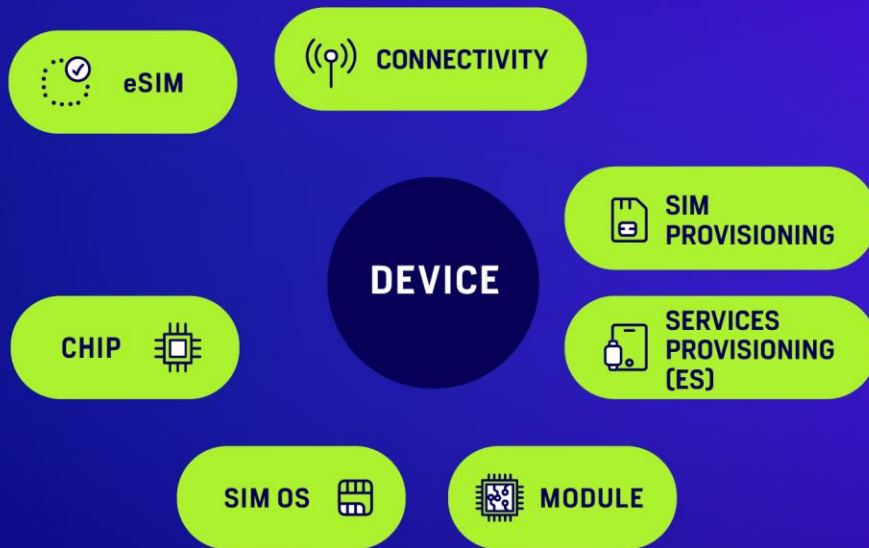 eSIM
CONNECTIVITY
SIM
PROVISIONING
DEVICE
SERVICES
PROVISIONING
(ES)
CHIP
SIM OS
MODULE